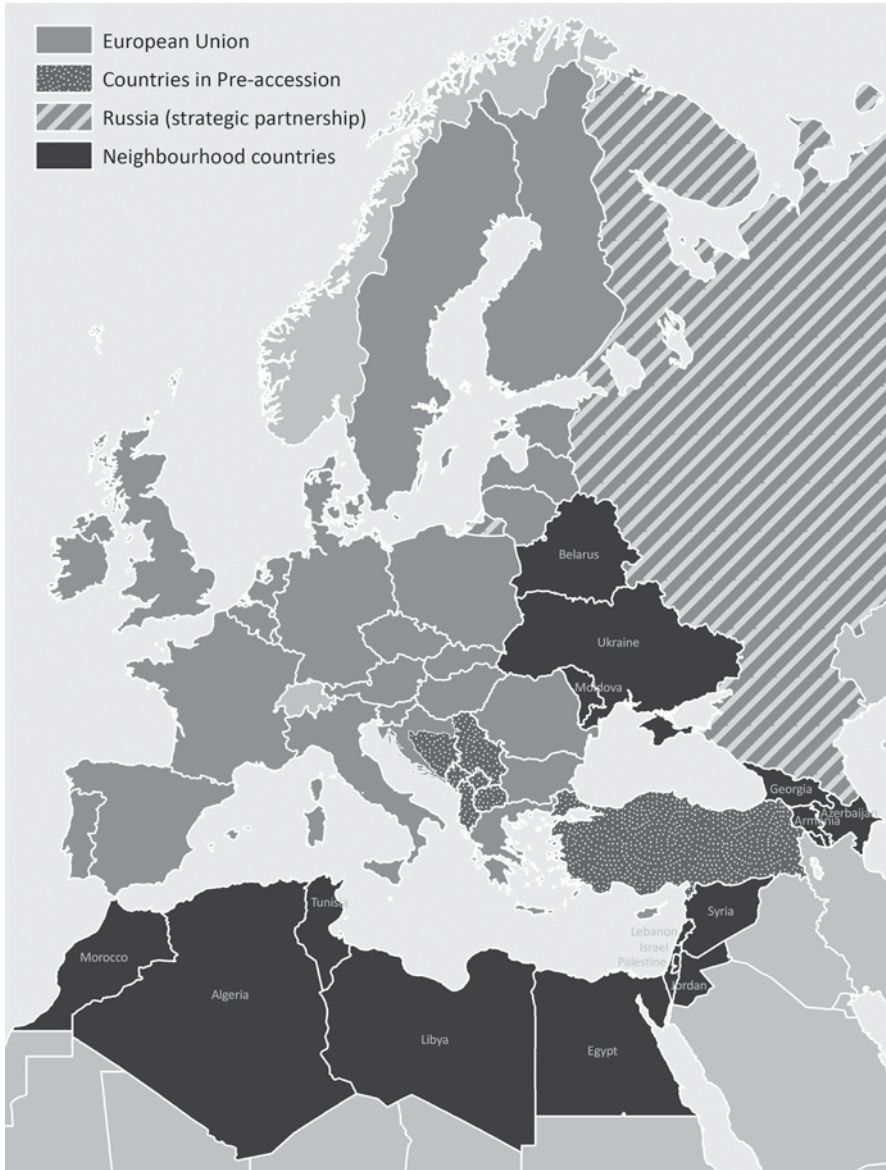 European Union
Countries in Pre-accession
Russia (strategic partnership)
Neighbourhood countries
Belarus
Ukraine
Moldova
Georgia
Azerbaijan
Armenia
Tunisia
Syria
Lebanon
Israel
Palestine
Morocco
Jordan
Algeria
Libya
Egypt